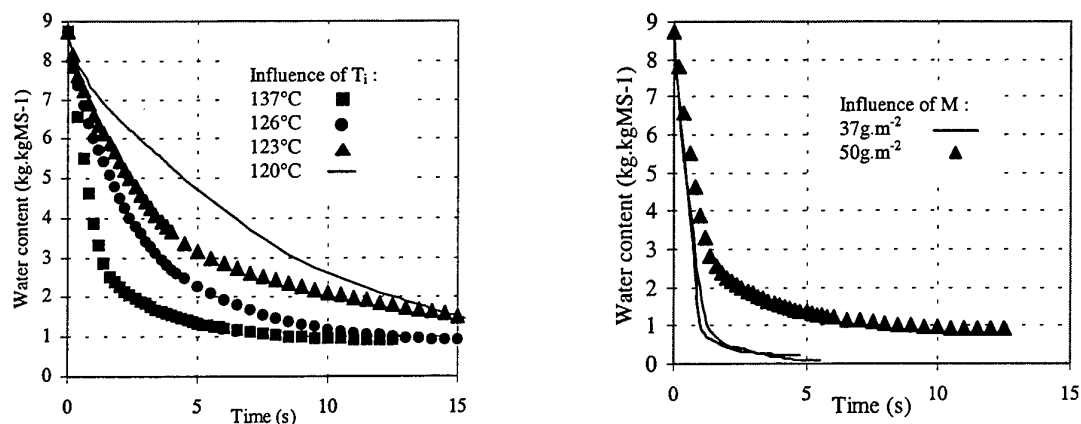 Water content (kg.kgMS-1)
9
8
7
6
5
4
3
2
1
0
Influence of Ti :
137°C
126°C
123°C
120°C
0 5 10 15
Time (s)
Water content (kg.kgMS-1)
9
8
7
6
5
4
3
2
1
0
Influence of M :
37g.m-2
50g.m-2
0 5 10 15
Time (s)